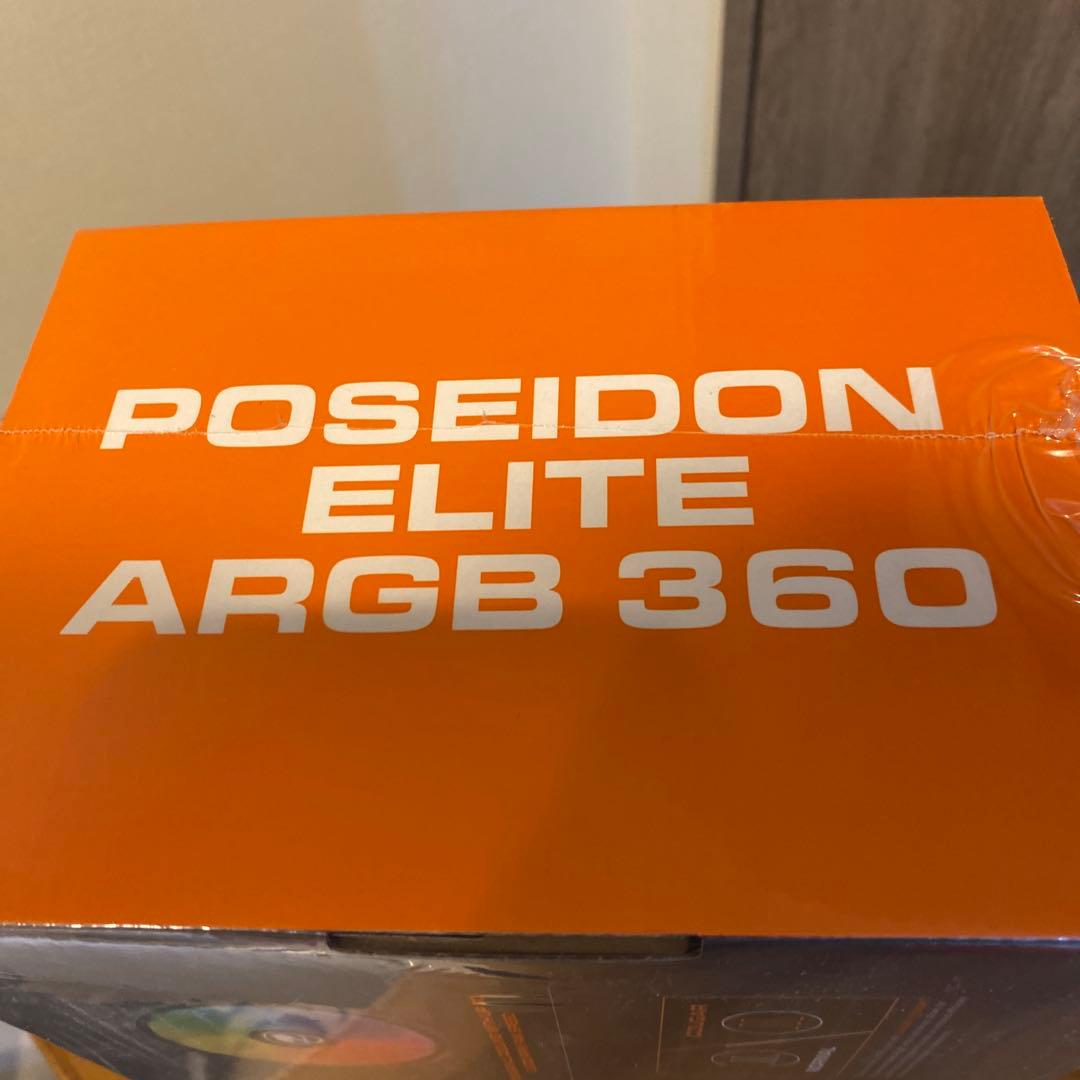 POSEIDON
ELITE
ARGB 360